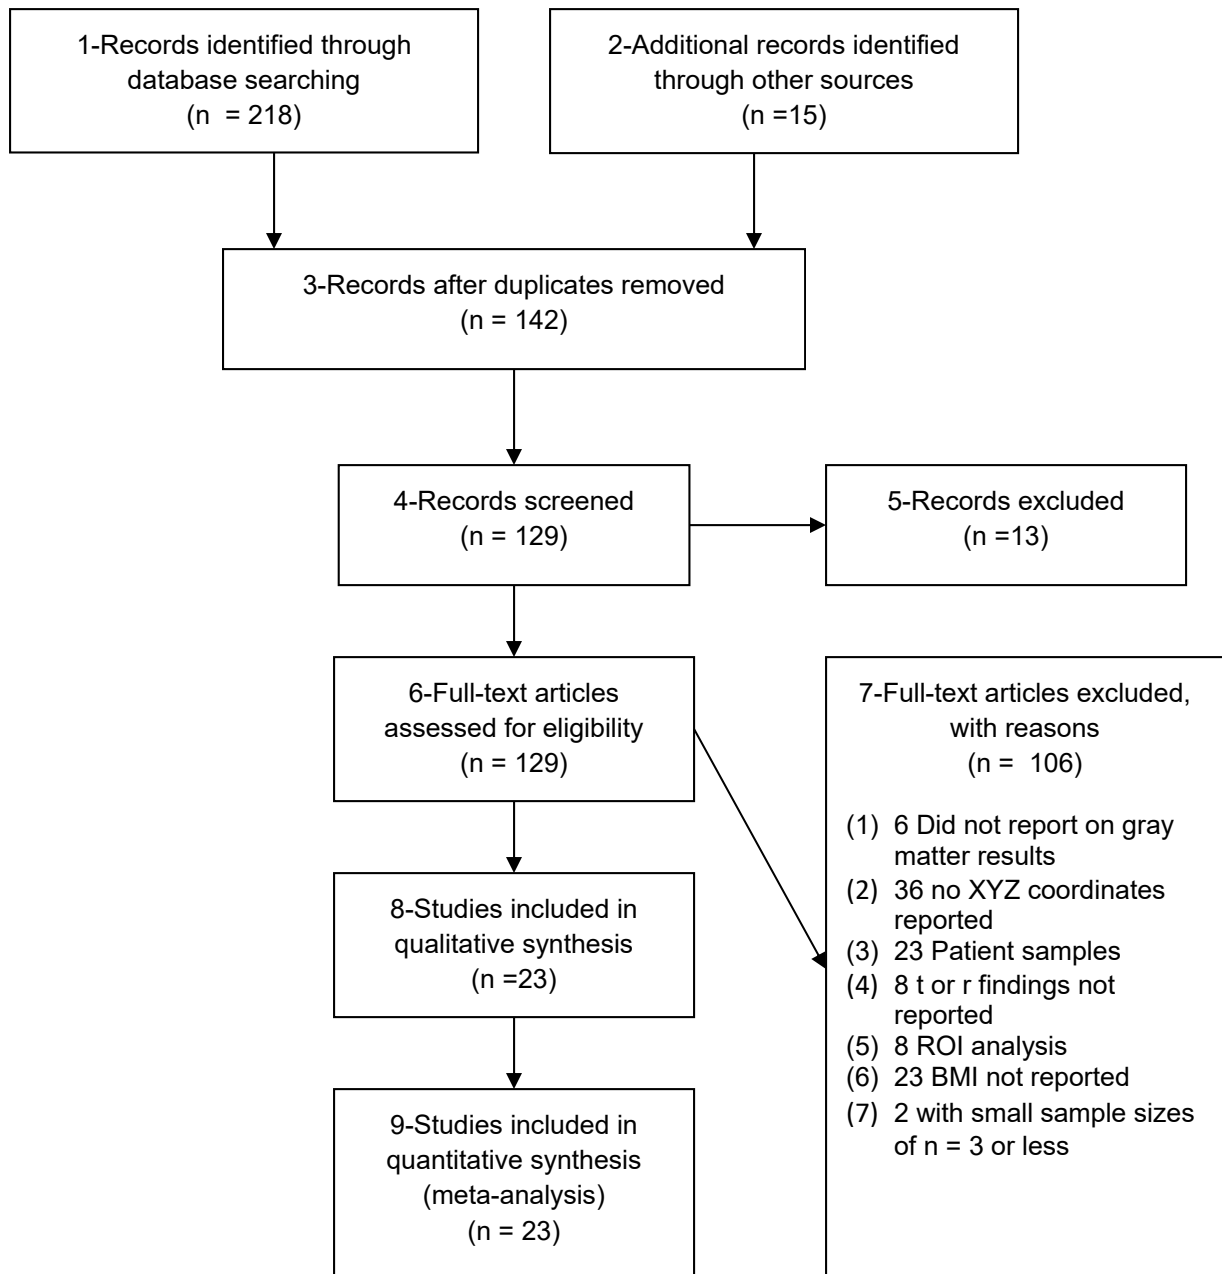 1-Records identified through
database searching
(n  = 218)
2-Additional records identified
through other sources
(n =15)
3-Records after duplicates removed
(n = 142)
4-Records screened
(n = 129)
5-Records excluded
(n =13)
6-Full-text articles
assessed for eligibility
(n = 129)
7-Full-text articles excluded,
with reasons
(n =  106)
(1) 6 Did not report on gray
matter results
(2) 36 no XYZ coordinates
reported
(3) 23 Patient samples
(4) 8 t or r findings not
reported
(5) 8 ROI analysis
(6) 23 BMI not reported
(7) 2 with small sample sizes
of n = 3 or less
8-Studies included in
qualitative synthesis
(n =23)
9-Studies included in
quantitative synthesis
(meta-analysis)
(n = 23)